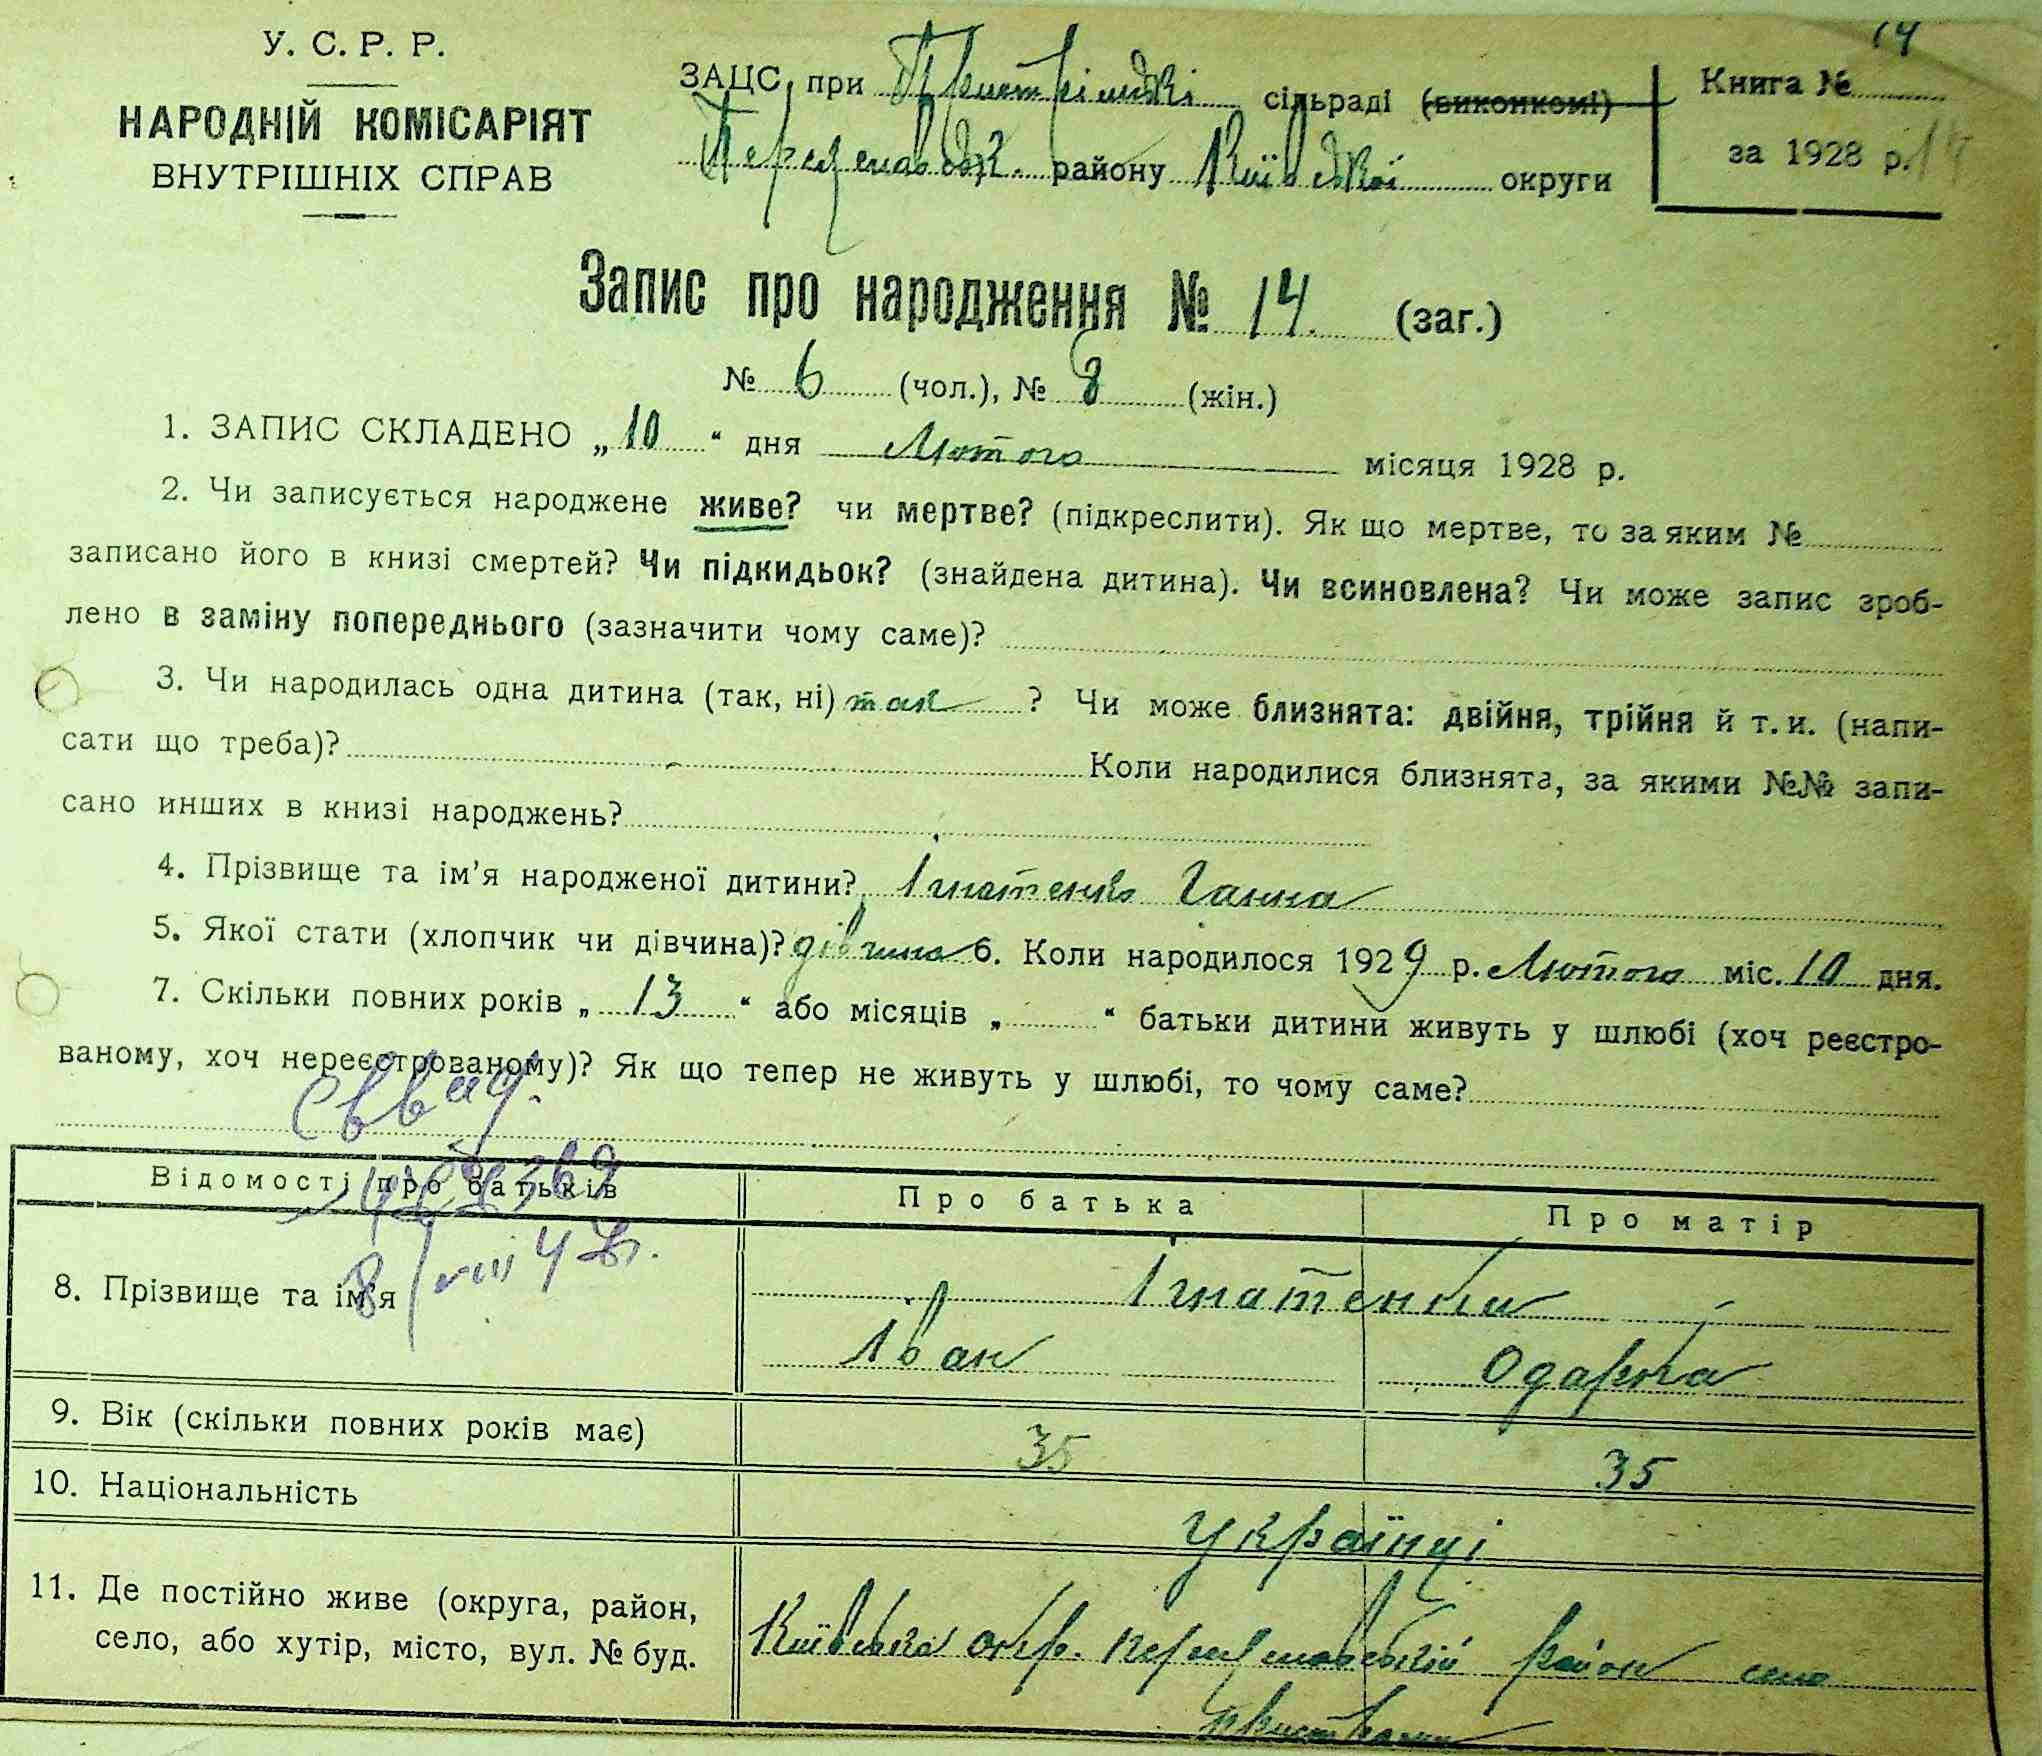 14
У. С. Р. Р.
НАРОДНІЙ КОМІСАРІЯТ
ВНУТРІШНІХ СПРАВ
ЗАЦС при Пристрімській сільраді (виконкомі)
Переяславськ. району Київської округи
Книга №
за 1928 р. 14
Запис про народження № 14 (заг.)
№ 6 (чол.), № 8 (жін.)
1. ЗАПИС СКЛАДЕНО „10“ дня Лютого місяця 1928 р.
2. Чи записується народжене живе? чи мертве? (підкреслити). Як що мертве, то за яким №
записано його в книзі смертей? Чи підкидьок? (знайдена дитина). Чи всиновлена? Чи може запис зроб-
лено в заміну попереднього (зазначити чому саме)?
3. Чи народилась одна дитина (так, ні) так ? Чи може близнята: двійня, трійня й т. и. (напи-
сати що треба)? Коли народилися близнята, за якими №№ запи-
сано инших в книзі народжень?
4. Прізвище та ім'я народженої дитини? Ігнатенко Ганна
5. Якої стати (хлопчик чи дівчина)? дівчина 6. Коли народилося 1929 р. Лютого міс. 10 дня.
7. Скільки повних років „13“ або місяців „ “ батьки дитини живуть у шлюбі (хоч реєстро-
ваному, хоч нереєстрованому)? Як що тепер не живуть у шлюбі, то чому саме?
Відомості про батьків Про батька Про матір
8. Прізвище та ім'я Ігнатенки
Іван Одарка
9. Вік (скільки повних років має) 35 35
10. Національність Українці
11. Де постійно живе (округа, район,
село, або хутір, місто, вул. № буд.
Київська окр. Переяславський район село